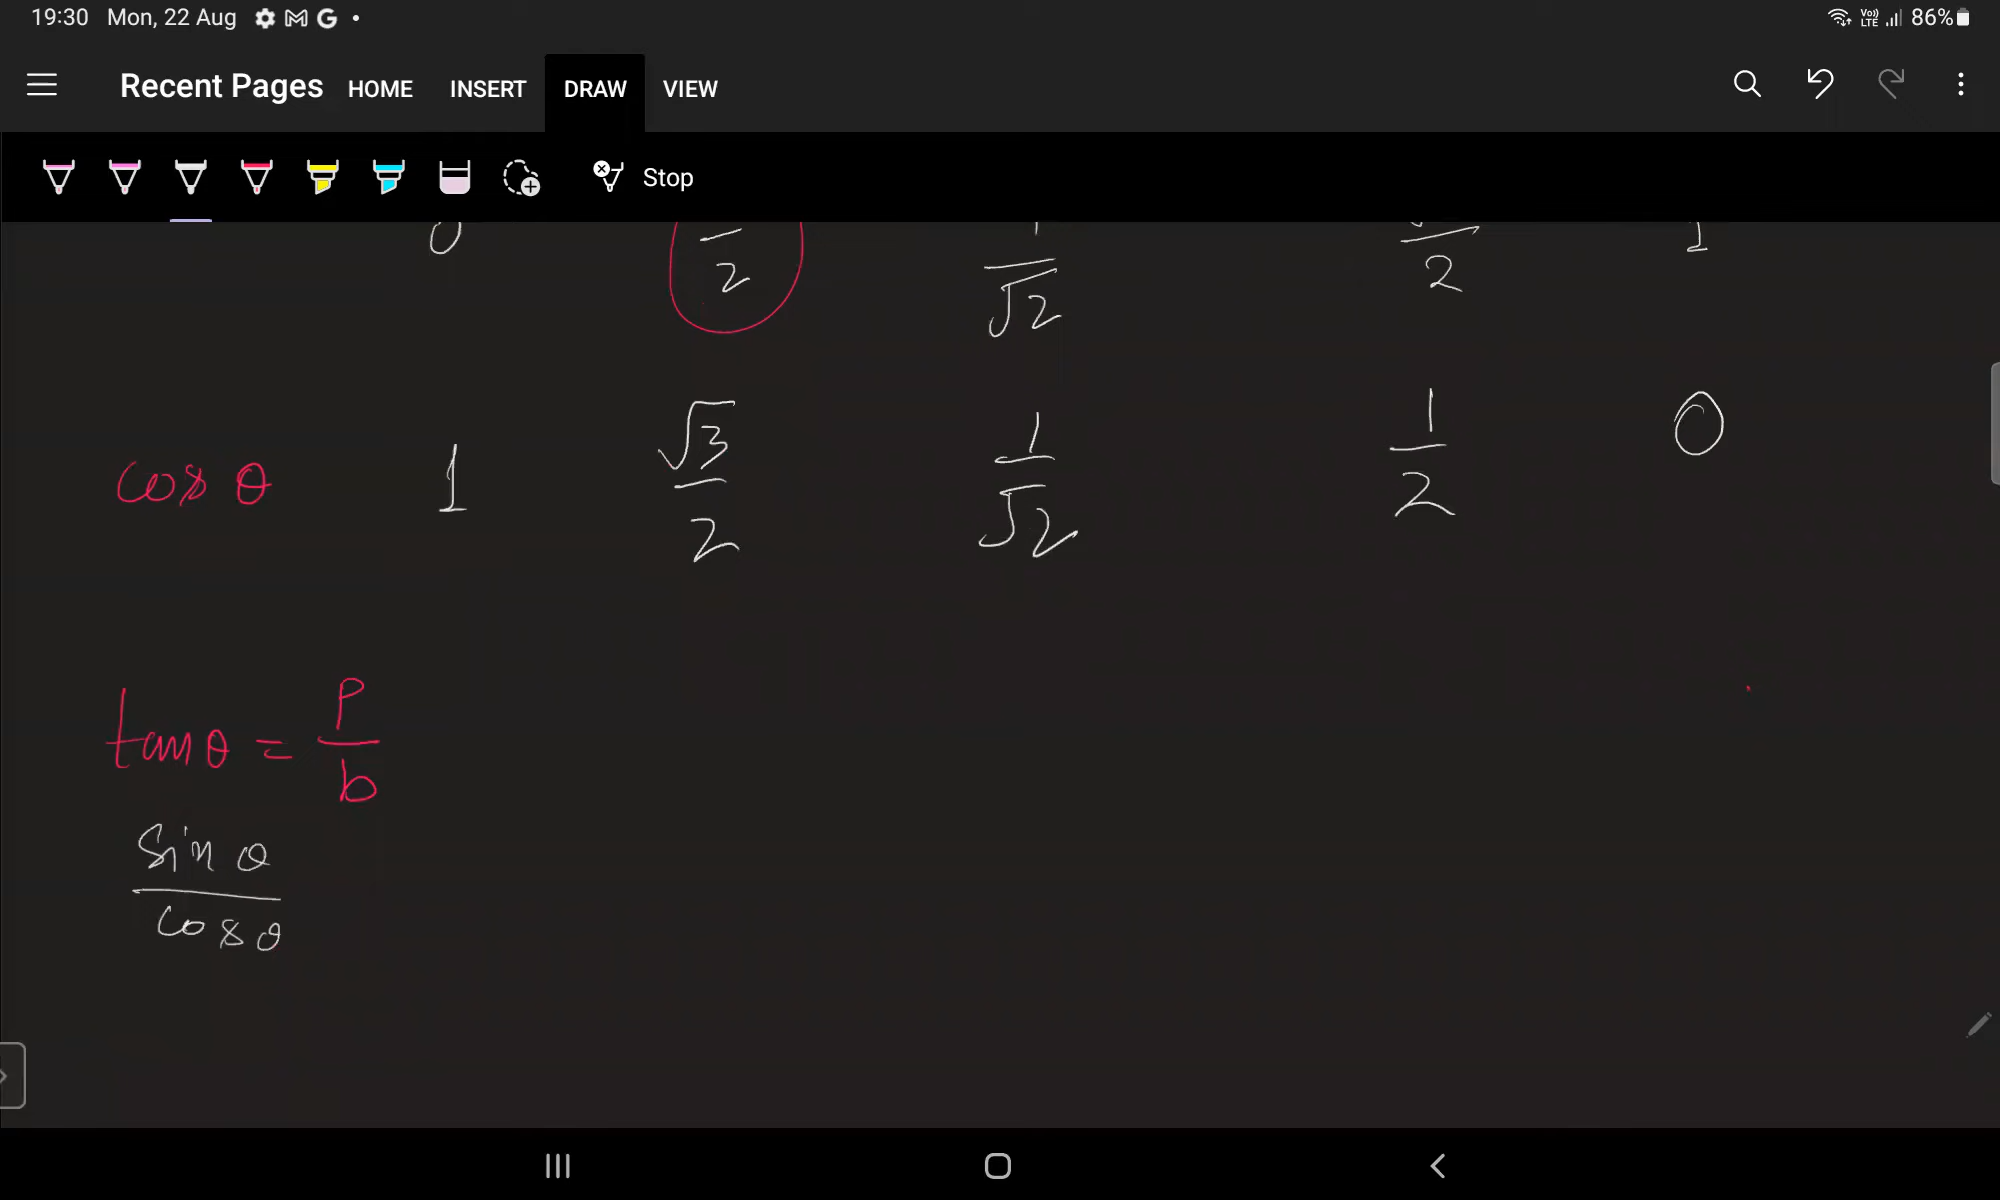 19:30 Mon, 22 Aug 86%
Recent Pages HOME INSERT DRAW VIEW
Stop
0 /2 1/√2 √/2 1
cos θ 1 √3/2 1/√2 1/2 0
tan θ = P/b
sin θ
cos θ